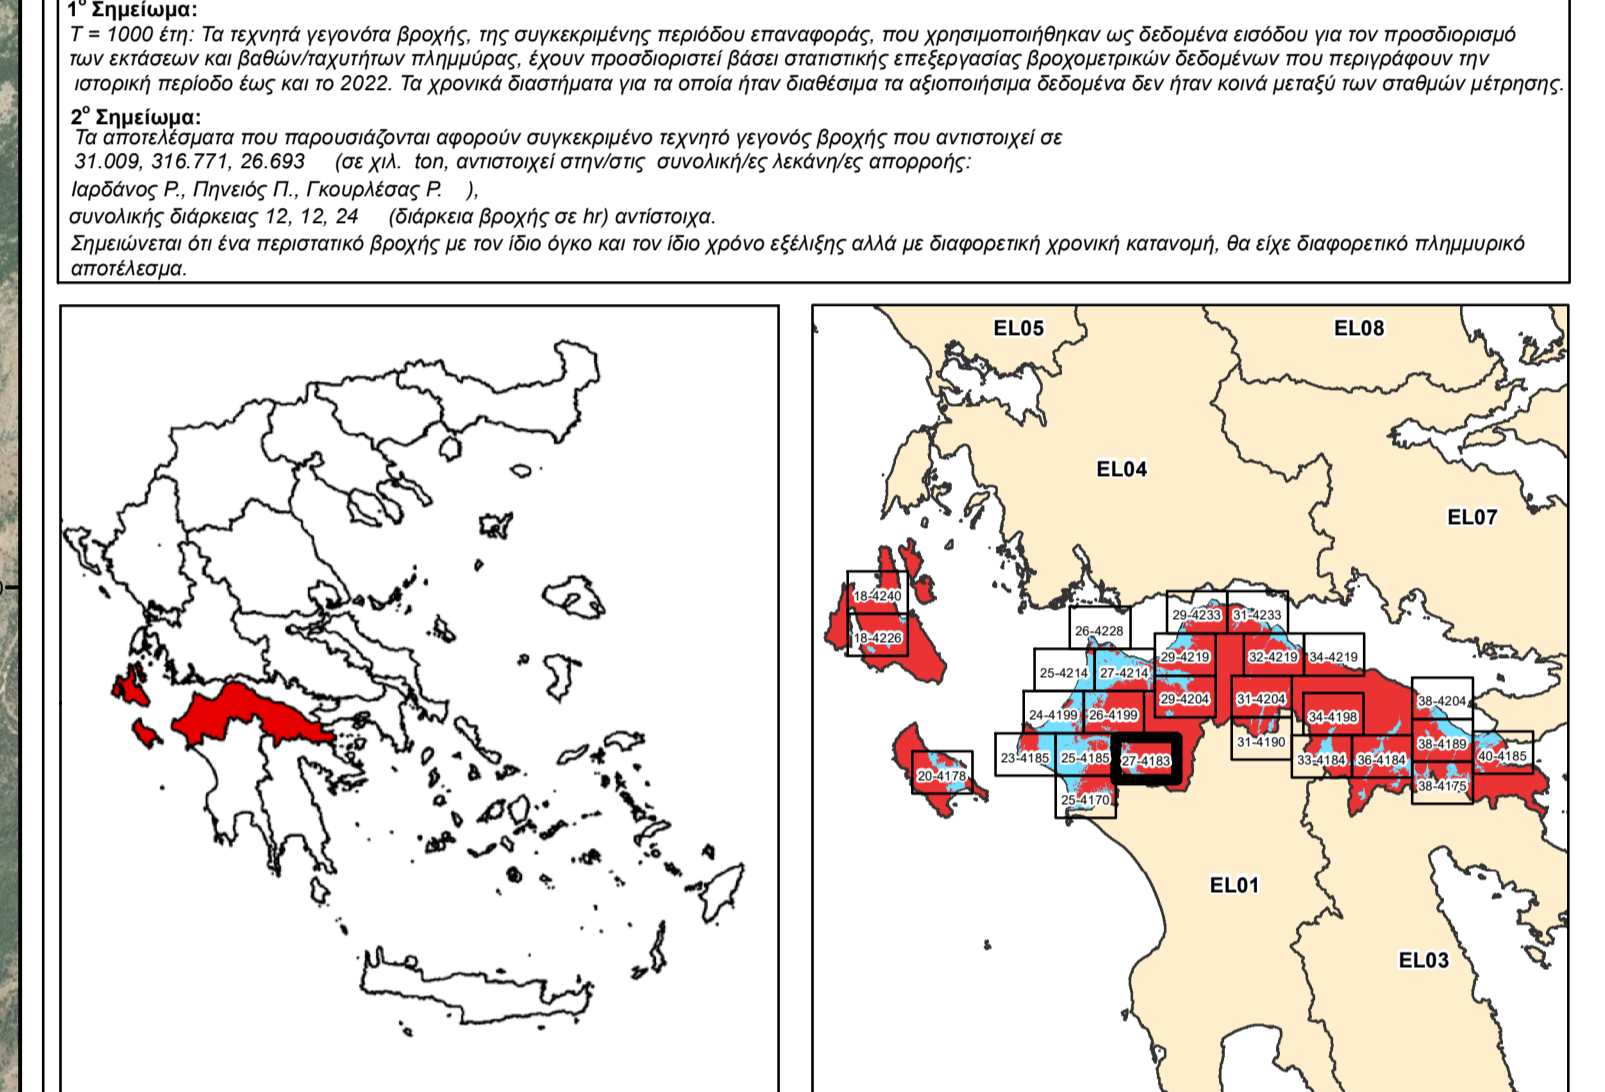 1ο Σημείωμα:
T = 1000 έτη: Τα τεχνητά γεγονότα βροχής, της συγκεκριμένης περιόδου επαναφοράς, που χρησιμοποιήθηκαν ως δεδομένα εισόδου για τον προσδιορισμό
των εκτάσεων και βαθών/ταχυτήτων πλημμύρας, έχουν προσδιοριστεί βάσει στατιστικής επεξεργασίας βροχομετρικών δεδομένων που περιγράφουν την
ιστορική περίοδο έως και το 2022. Τα χρονικά διαστήματα για τα οποία ήταν διαθέσιμα τα αξιοποιήσιμα δεδομένα δεν ήταν κοινά μεταξύ των σταθμών μέτρησης.
2ο Σημείωμα:
Τα αποτελέσματα που παρουσιάζονται αφορούν συγκεκριμένο τεχνητό γεγονός βροχής που αντιστοιχεί σε
31.009, 316.771, 26.693 (σε χιλ. ton, αντιστοιχεί στην/στις συνολική/ες λεκάνη/ες απορροής:
Ιαρδάνος Ρ., Πηνειός Π., Γκουρλέσας Ρ. ),
συνολικής διάρκειας 12, 12, 24 (διάρκεια βροχής σε hr) αντίστοιχα.
Σημειώνεται ότι ένα περιστατικό βροχής με τον ίδιο όγκο και τον ίδιο χρόνο εξέλιξης αλλά με διαφορετική χρονική κατανομή, θα είχε διαφορετικό πλημμυρικό
αποτέλεσμα.
EL05
EL08
EL04
EL07
18-4240
18-4226
29-4233
31-4233
26-4228
29-4219
32-4219
34-4219
25-4214
27-4214
29-4204
31-4204
38-4204
24-4199
26-4199
34-4198
31-4190
38-4189
23-4185
25-4185
27-4183
33-4184
36-4184
40-4185
20-4178
38-4175
25-4170
EL01
EL03